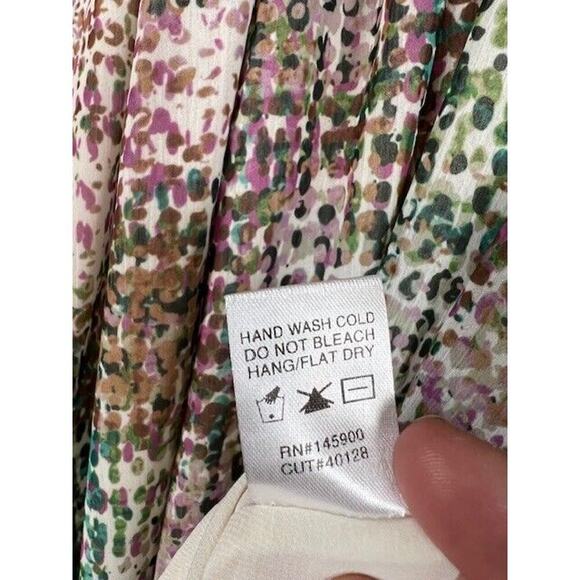 HAND WASH COLD
DO NOT BLEACH
HANG/FLAT DRY
RN#145900
CUT#40128